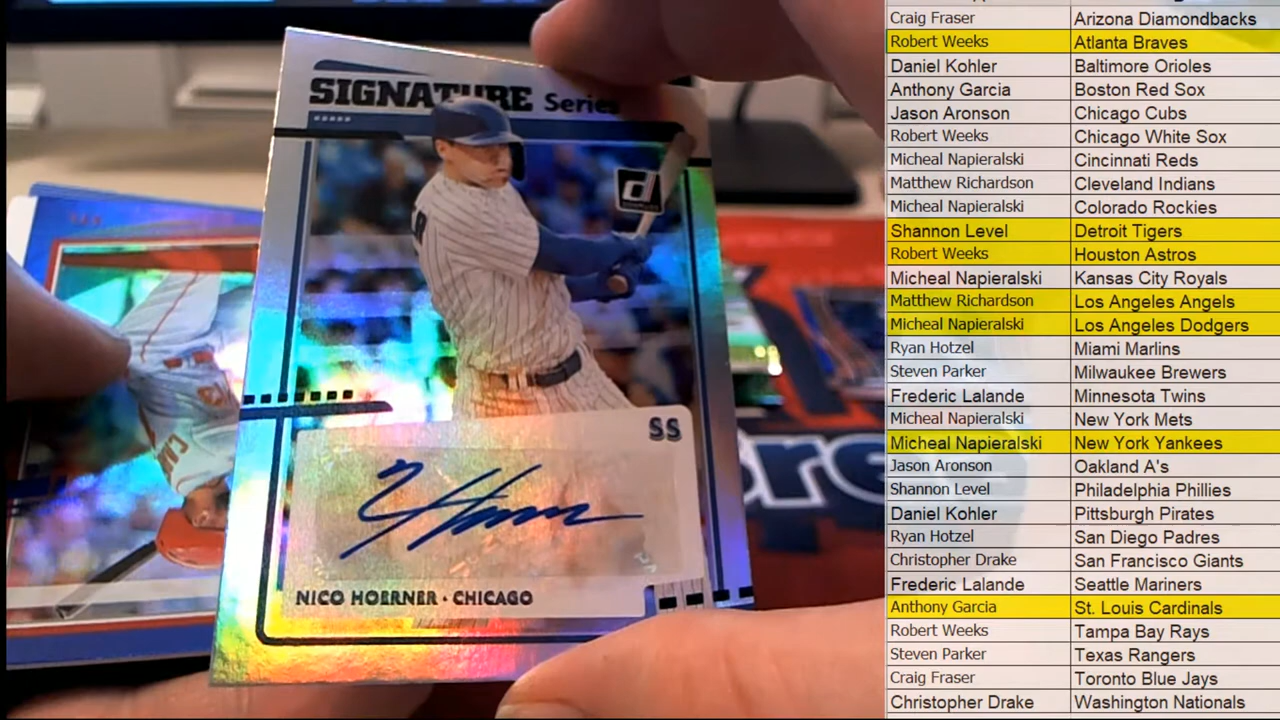 SIGNATURE Series
d
SS
NICO HOERNER · CHICAGO
ore
Craig Fraser Arizona Diamondbacks
Robert Weeks Atlanta Braves
Daniel Kohler Baltimore Orioles
Anthony Garcia Boston Red Sox
Jason Aronson Chicago Cubs
Robert Weeks Chicago White Sox
Micheal Napieralski Cincinnati Reds
Matthew Richardson Cleveland Indians
Micheal Napieralski Colorado Rockies
Shannon Level Detroit Tigers
Robert Weeks Houston Astros
Micheal Napieralski Kansas City Royals
Matthew Richardson Los Angeles Angels
Micheal Napieralski Los Angeles Dodgers
Ryan Hotzel Miami Marlins
Steven Parker Milwaukee Brewers
Frederic Lalande Minnesota Twins
Micheal Napieralski New York Mets
Micheal Napieralski New York Yankees
Jason Aronson Oakland A's
Shannon Level Philadelphia Phillies
Daniel Kohler Pittsburgh Pirates
Ryan Hotzel San Diego Padres
Christopher Drake San Francisco Giants
Frederic Lalande Seattle Mariners
Anthony Garcia St. Louis Cardinals
Robert Weeks Tampa Bay Rays
Steven Parker Texas Rangers
Craig Fraser Toronto Blue Jays
Christopher Drake Washington Nationals